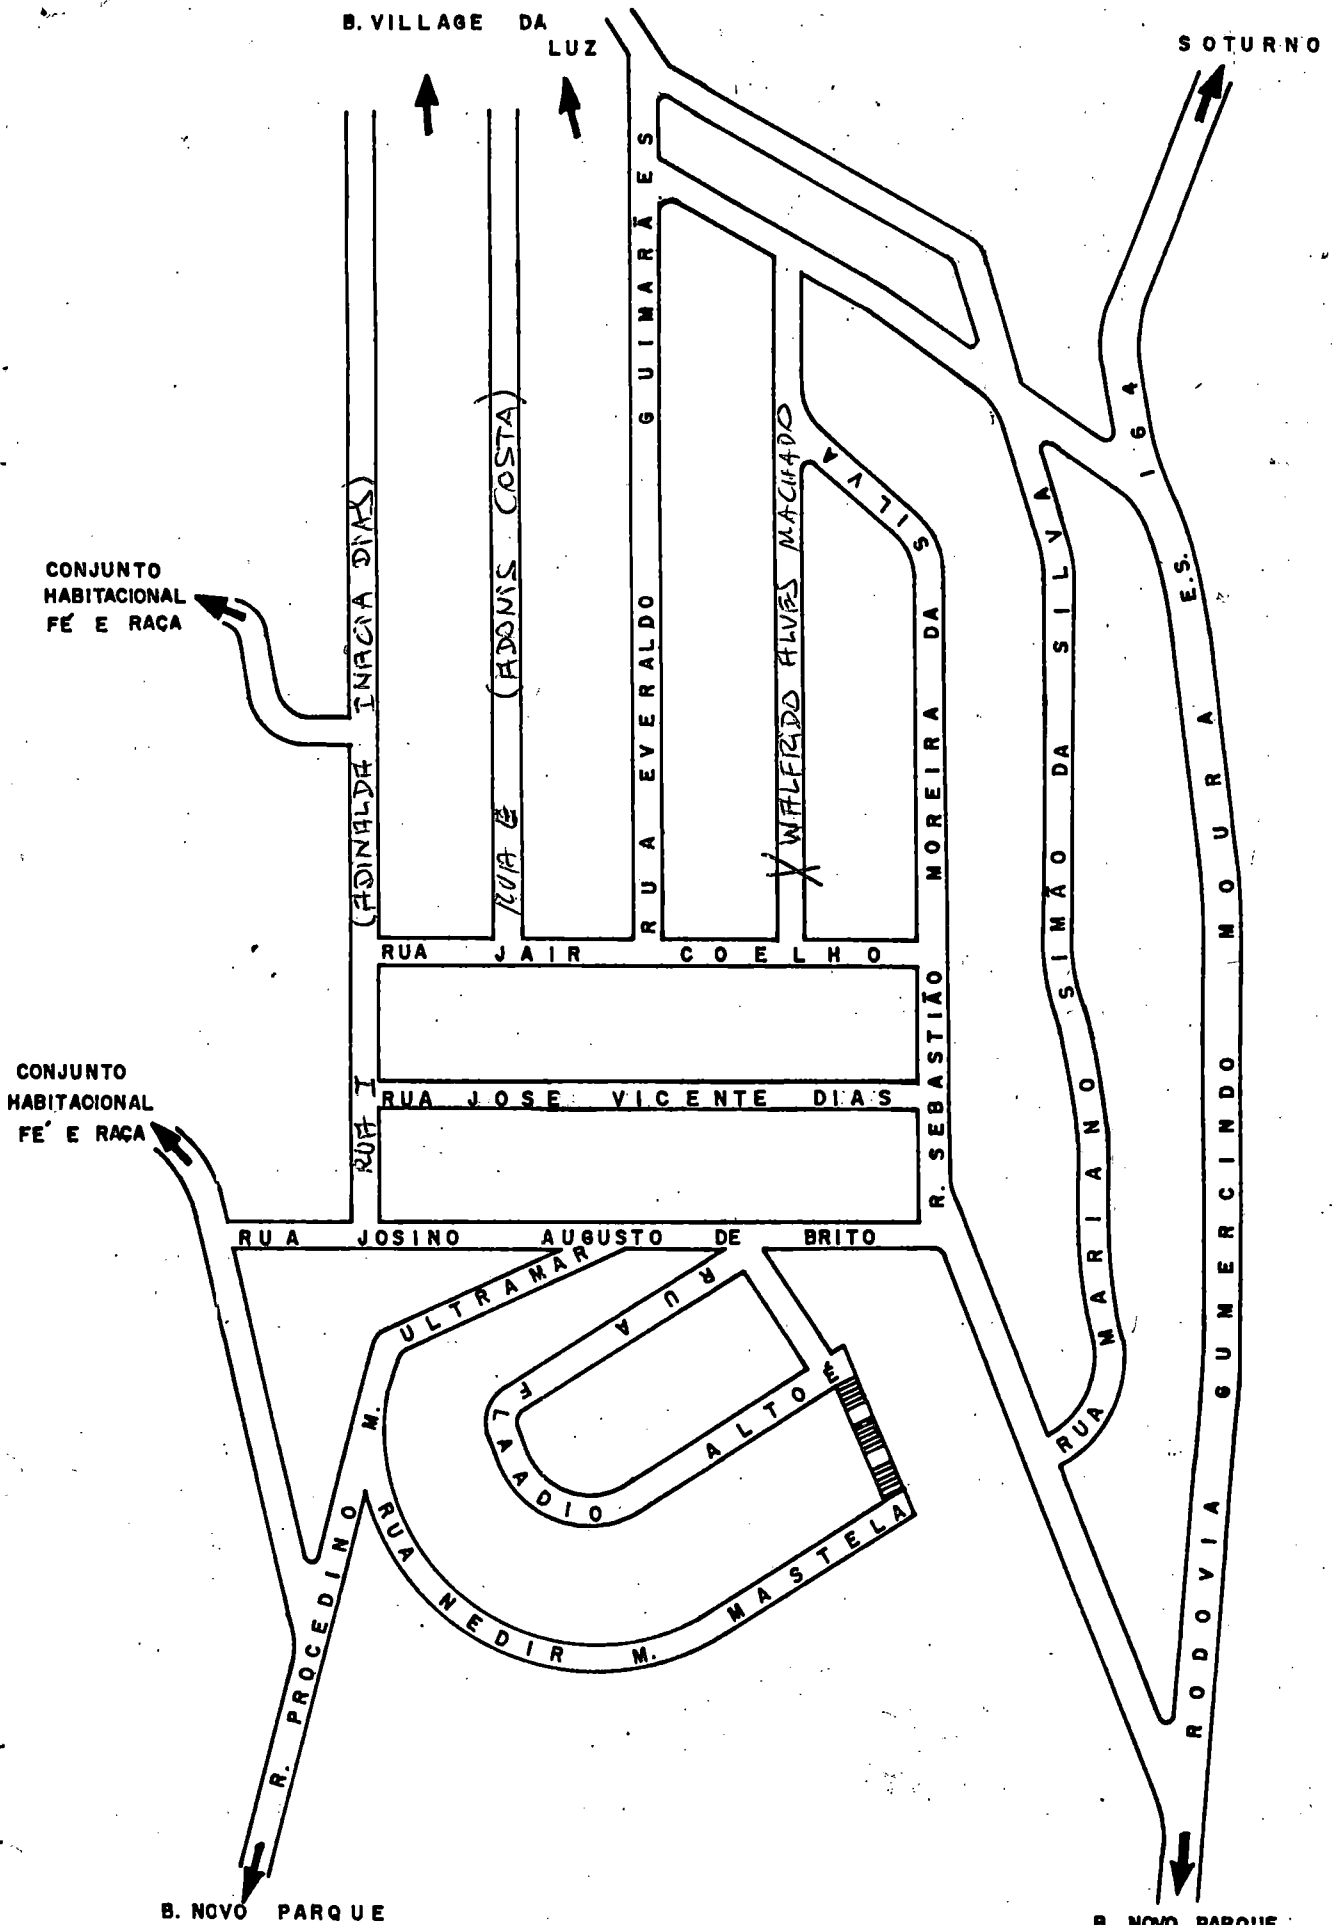 B. VILLAGE DA
LUZ
SOTURNO
CONJUNTO
HABITACIONAL
FÉ E RAÇA
RUA I (ADINALDA INACIA DIAS)
RUA E (ADONIS COSTA)
RUA EVERALDO GUIMARÃES
X WALFRIDO ALVES MACHADO
R. SEBASTIÃO MOREIRA DA SILVA
RUA MARIANO SIMÃO DA SILVA
RODOVIA GUMERCINDO MOURA E.S. 164
RUA JAIR COELHO
RUA JOSE VICENTE DIAS
CONJUNTO
HABITACIONAL
FÉ E RAÇA
RUA JOSINO AUGUSTO DE BRITO
R. PROCEDINO M. ULTRAMAR
RUA FLAADIO ALTOÉ
RUA NEDIR M. MASTELA
B. NOVO PARQUE
B. NOVO PARQUE